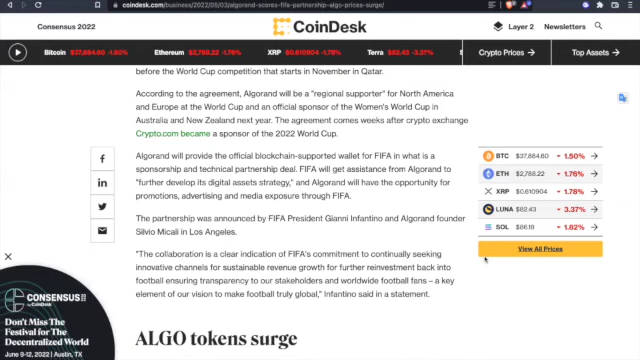 coindesk.com/business/2022/05/03/algorand-scores-fifa-partnership-algo-prices-surge/
Consensus 2022
CoinDesk
Layer 2
Newsletters
Bitcoin $37,884.60 -1.50%
Ethereum $2,788.22 -1.76%
XRP $0.610904 -1.78%
Terra $82.43 -3.37%
S
Crypto Prices
Top Assets
before the World Cup competition that starts in November in Qatar.
According to the agreement, Algorand will be a "regional supporter" for North America
and Europe at the World Cup and an official sponsor of the Women's World Cup in
Australia and New Zealand next year. The agreement comes weeks after crypto exchange
Crypto.com became a sponsor of the 2022 World Cup.
Algorand will provide the official blockchain-supported wallet for FIFA in what is a
sponsorship and technical partnership deal. FIFA will get assistance from Algorand to
"further develop its digital assets strategy," and Algorand will have the opportunity for
promotions, advertising and media exposure through FIFA.
The partnership was announced by FIFA President Gianni Infantino and Algorand founder
Silvio Micali in Los Angeles.
"The collaboration is a clear indication of FIFA's commitment to continually seeking
innovative channels for sustainable revenue growth for further reinvestment back into
football ensuring transparency to our stakeholders and worldwide football fans – a key
element of our vision to make football truly global," Infantino said in a statement.
ALGO tokens surge
BTC $37,884.60 1.50%
ETH $2,788.22 1.76%
XRP $0.610904 1.78%
LUNA $82.43 3.37%
SOL $86.18 1.82%
View All Prices
CONSENSUS
by CoinDesk
Don't Miss The
Festival for The
Decentralized World
June 9-12, 2022 | Austin, TX